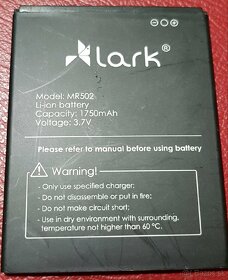 lark®
Model: MR502
Li-ion battery
Capacity: 1750mAh
Voltage: 3.7V
Please refer to manual before using battery
Warning!
- Only use specified charger;
- Do not disassemble or put in fire;
- Do not make circuit short;
- Use in dry environment with surrounding.
temperature not higher than 60 °C.